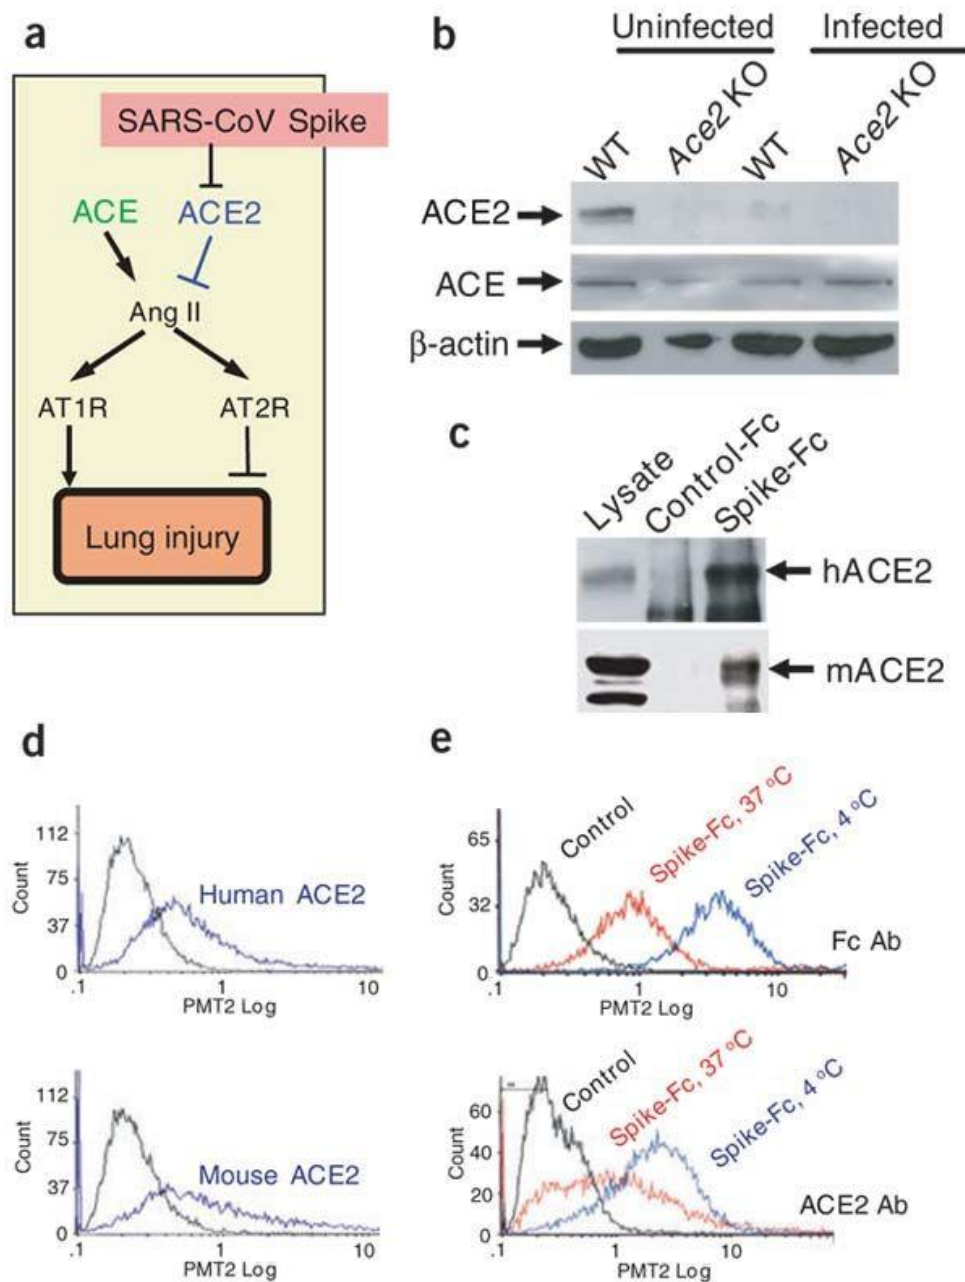 a
SARS-CoV Spike
ACE ACE2
Ang II
AT1R AT2R
Lung injury
b
Uninfected Infected
WT Ace2 KO WT Ace2 KO
ACE2
ACE
β-actin
c
Lysate Control-Fc Spike-Fc
hACE2
mACE2
d
Count
112
75
37
0
Human ACE2
.1 1 10
PMT2 Log
Count
112
75
37
0
Mouse ACE2
.1 1 10
PMT2 Log
e
Control Spike-Fc, 37 °C Spike-Fc, 4 °C
Count
65
32
0
Fc Ab
.1 1 10
PMT2 Log
Control Spike-Fc, 37 °C Spike-Fc, 4 °C
Count
60
40
20
0
ACE2 Ab
.1 1 10
PMT2 Log